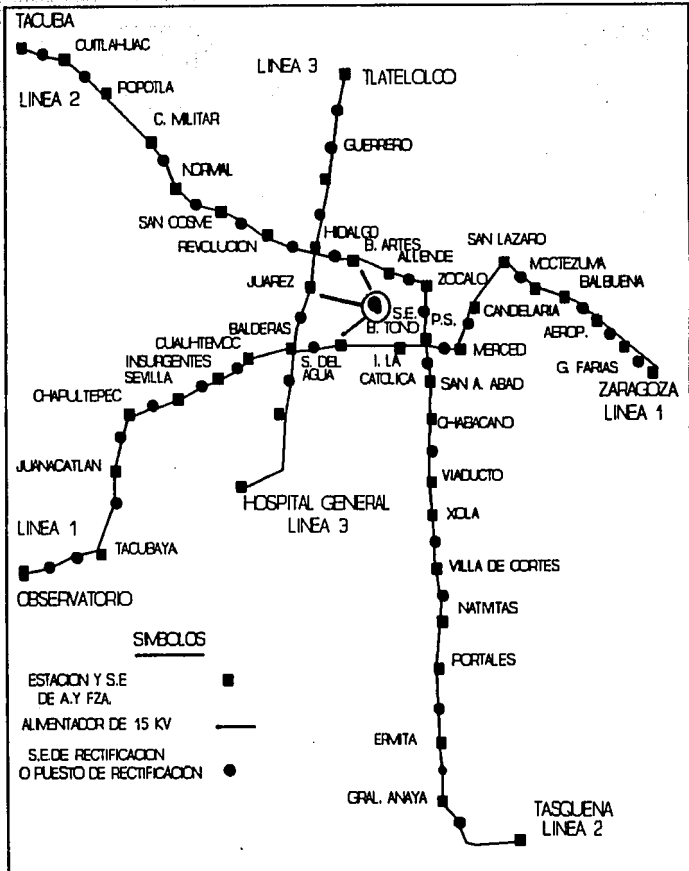 TACUBA
CUITLAHUAC
LINEA 3
TLATELOLCO
POPOTLA
LINEA 2
C. MILITAR
GUERRERO
NORMAL
SAN COSME
HIDALGO
REVOLUCION
B. ARTES
ALLENDE
SAN LAZARO
MOCTEZUMA
BALBUENA
JUAREZ
ZOCALO
S.E.
B. TONO
P.S.
CANDELARIA
BALDERAS
AEROP.
CUAUHTEMOC
INSURGENTES
SEVILLA
S. DEL
AGUA
I. LA
CATOLICA
MERCED
G. FARIAS
ZARAGOZA
LINEA 1
CHAPULTEPEC
SAN A. ABAD
CHABACANO
JUANACATLAN
VIADUCTO
HOSPITAL GENERAL
LINEA 3
XOLA
LINEA 1
TACUBAYA
VILLA DE CORTES
OBSERVATORIO
NATIVITAS
SIMBOLOS
PORTALES
ESTACION Y S.E
DE A.Y FZA.
ALIMENTADOR DE 15 KV
ERMITA
S.E.DE RECTIFICACION
O PUESTO DE RECTIFICACION
GRAL. ANAYA
TASQUENA
LINEA 2